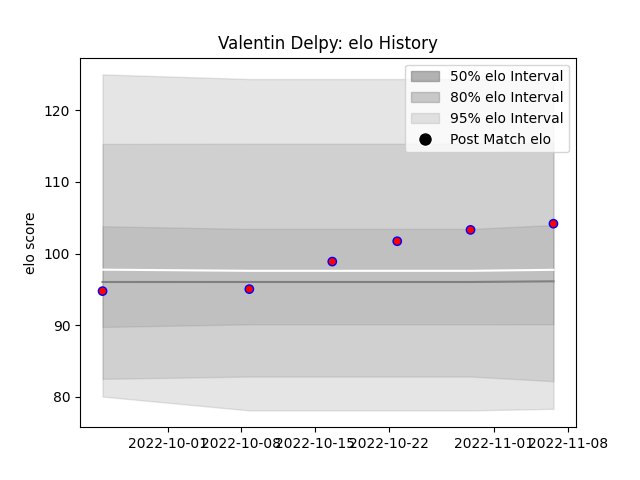 Valentin Delpy: elo History
50% elo Interval
80% elo Interval
95% elo Interval
Post Match elo
elo score
120
110
100
90
80
2022-10-01 2022-10-08 2022-10-15 2022-10-22 2022-11-01 2022-11-08